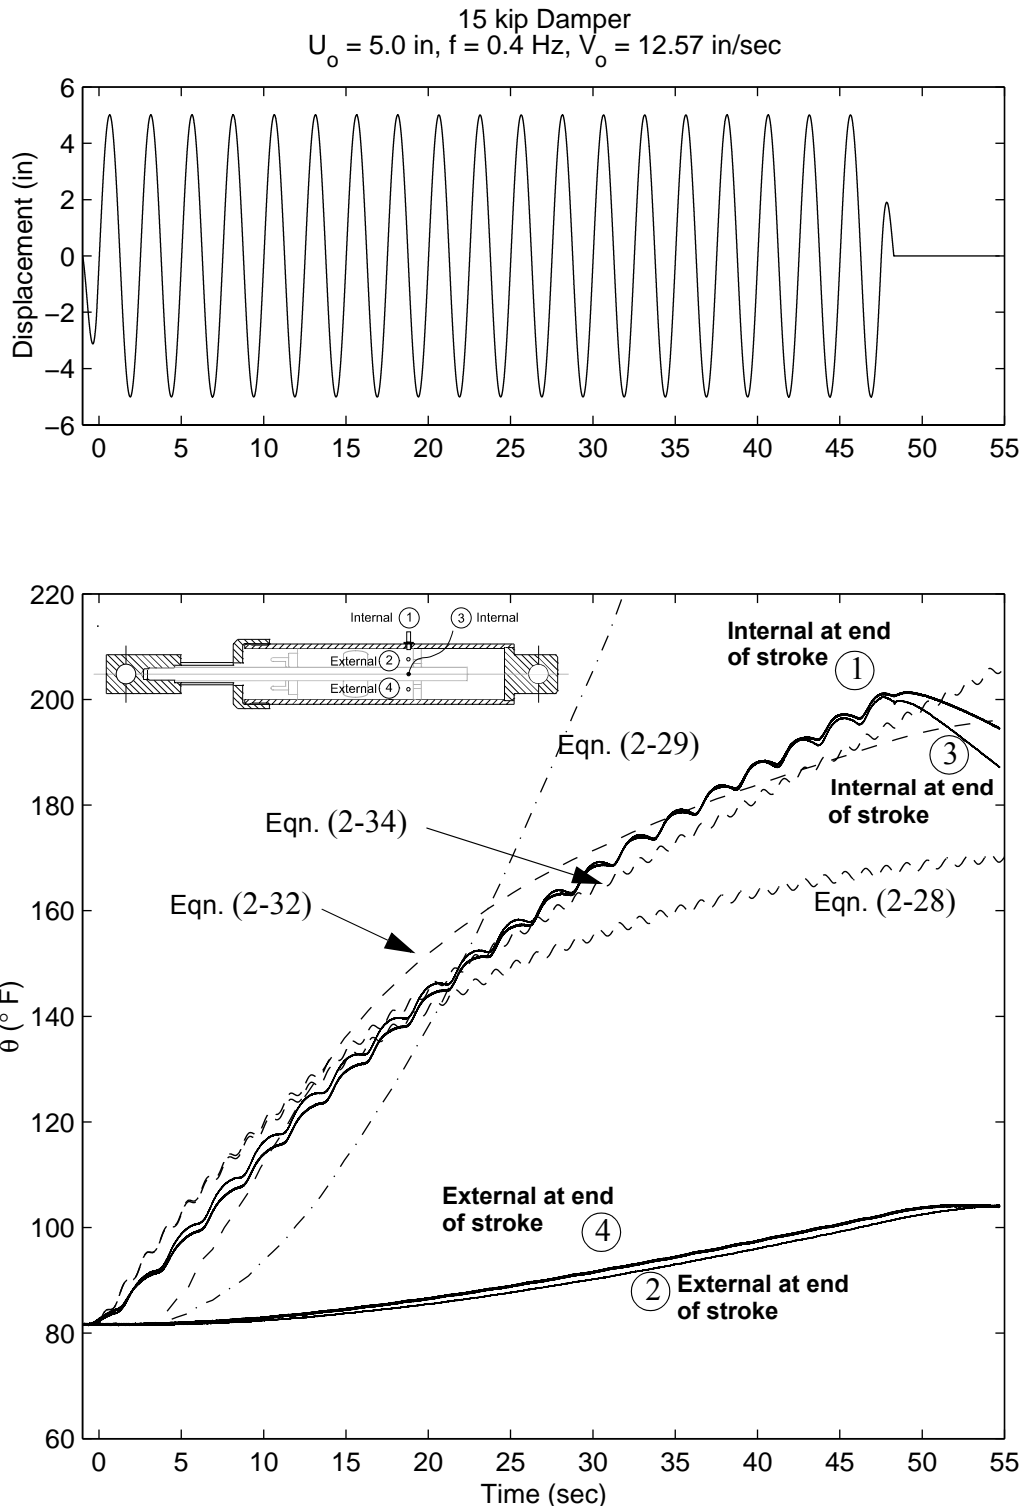 15 kip Damper
Uo = 5.0 in, f = 0.4 Hz, Vo = 12.57 in/sec
6
4
2
0
−2
−4
−6
Displacement (in)
0 5 10 15 20 25 30 35 40 45 50 55
220
200
180
160
140
120
100
80
60
θ (° F)
Internal 1 3 Internal
External 2
External 4
Internal at end
of stroke 1
Eqn. (2-29)
3
Internal at end
of stroke
Eqn. (2-34)
Eqn. (2-32)
Eqn. (2-28)
External at end
of stroke 4
2 External at end
of stroke
0 5 10 15 20 25 30 35 40 45 50 55
Time (sec)